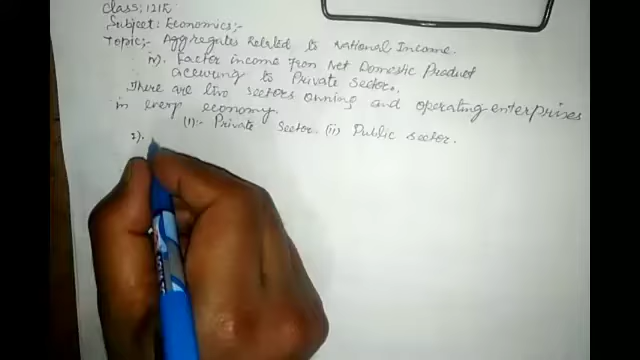 Class; 12th
Subject: Economics;-
Topic;- Aggregates Related to National Income.
iv). Factor income from Net Domestic Product
accruing to Private Sector.
There are two sectors owning and operating enterprises
in every economy.
(i):- Private Sector. (ii) Public sector.
2).